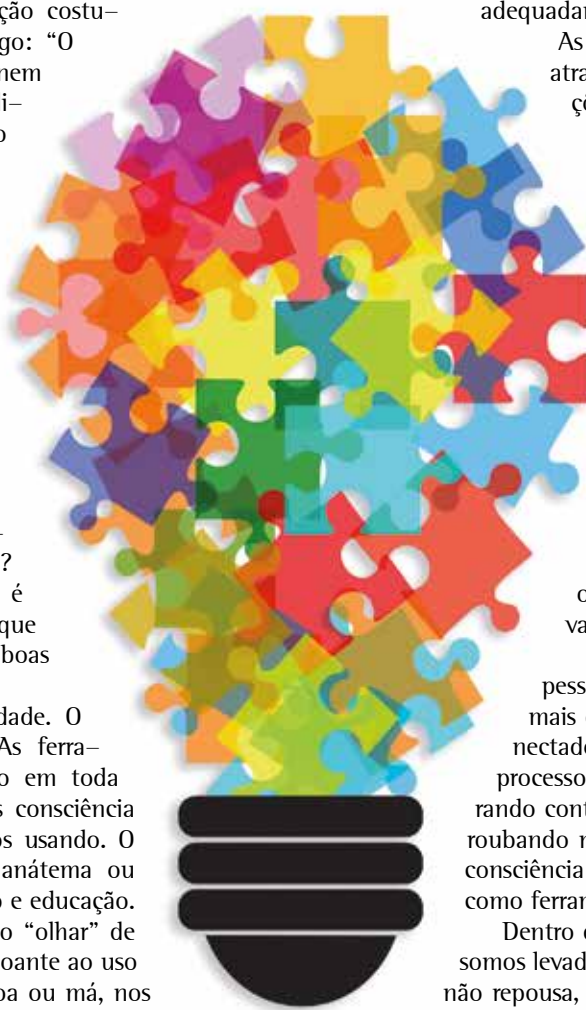 ção costu-
go: “O
nem
i-
o
-
?
é
que
boas
dade. O
As ferra-
o em toda
s consciência
os usando. O
anátema ou
o e educação.
o “olhar” de
oante ao uso
oa ou má, nos
adequadar
As
atra
çõ
o
va
pess
mais
nectado
processo
rando cont
roubando r
consciência
como ferrar
Dentro
somos levad
não repousa,